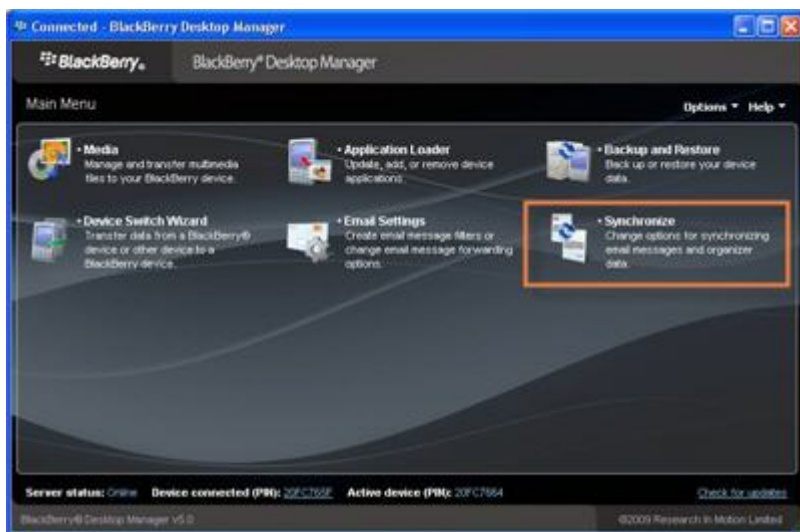 Connected - BlackBerry Desktop Manager
BlackBerry® BlackBerry® Desktop Manager
Main Menu
Options Help
Media
Manage and transfer multimedia
files to your BlackBerry device.
Application Loader
Update, add, or remove device
applications.
Backup and Restore
Back up or restore your device
data.
Device Switch Wizard
Transfer data from a BlackBerry®
device or other device to a
BlackBerry device.
Email Settings
Create email message filters or
change email message forwarding
options.
Synchronize
Change options for synchronizing
email messages and organizer
data.
Server status: Online Device connected (PIN): Active device (PIN): Check for updates
BlackBerry® Desktop Manager v5.0 ©2009 Research In Motion Limited